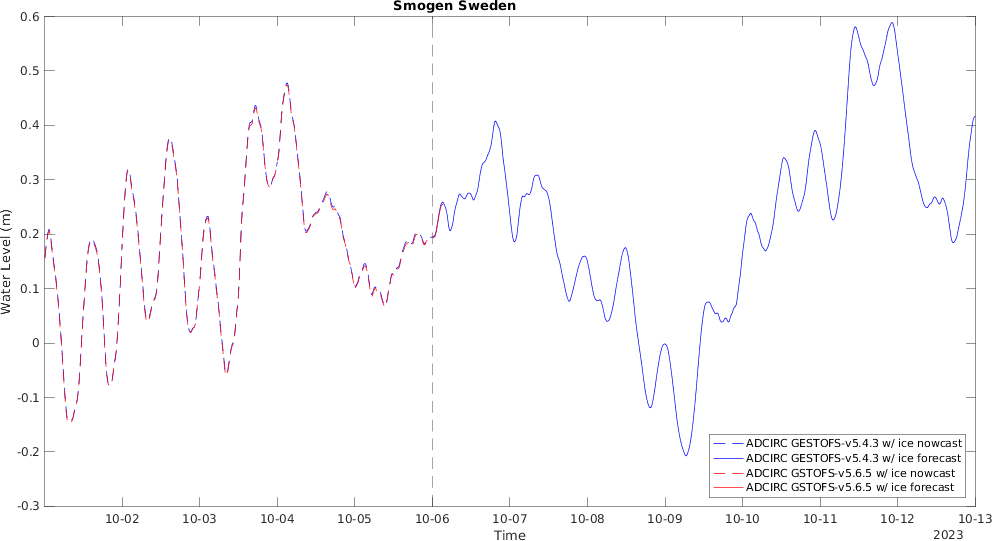 Smogen Sweden
Water Level (m)
0.6
0.5
0.4
0.3
0.2
0.1
0
-0.1
-0.2
-0.3
10-02 10-03 10-04 10-05 10-06 10-07 10-08 10-09 10-10 10-11 10-12 10-13
Time
2023
ADCIRC GESTOFS-v5.4.3 w/ ice nowcast
ADCIRC GESTOFS-v5.4.3 w/ ice forecast
ADCIRC GSTOFS-v5.6.5 w/ ice nowcast
ADCIRC GSTOFS-v5.6.5 w/ ice forecast